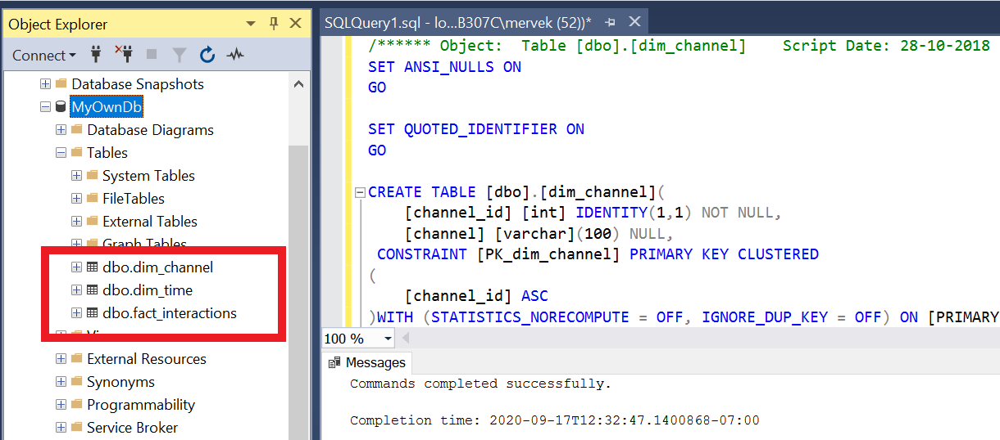 Object Explorer
Connect
Database Snapshots
MyOwnDb
Database Diagrams
Tables
System Tables
FileTables
External Tables
Graph Tables
dbo.dim_channel
dbo.dim_time
dbo.fact_interactions
External Resources
Synonyms
Programmability
Service Broker
SQLQuery1.sql - lo...B307C\mervek (52))*
/****** Object:  Table [dbo].[dim_channel]    Script Date: 28-10-2018
SET ANSI_NULLS ON
GO
SET QUOTED_IDENTIFIER ON
GO
CREATE TABLE [dbo].[dim_channel](
[channel_id] [int] IDENTITY(1,1) NOT NULL,
[channel] [varchar](100) NULL,
CONSTRAINT [PK_dim_channel] PRIMARY KEY CLUSTERED
(
[channel_id] ASC
)WITH (STATISTICS_NORECOMPUTE = OFF, IGNORE_DUP_KEY = OFF) ON [PRIMARY
100 %
Messages
Commands completed successfully.
Completion time: 2020-09-17T12:32:47.1400868-07:00